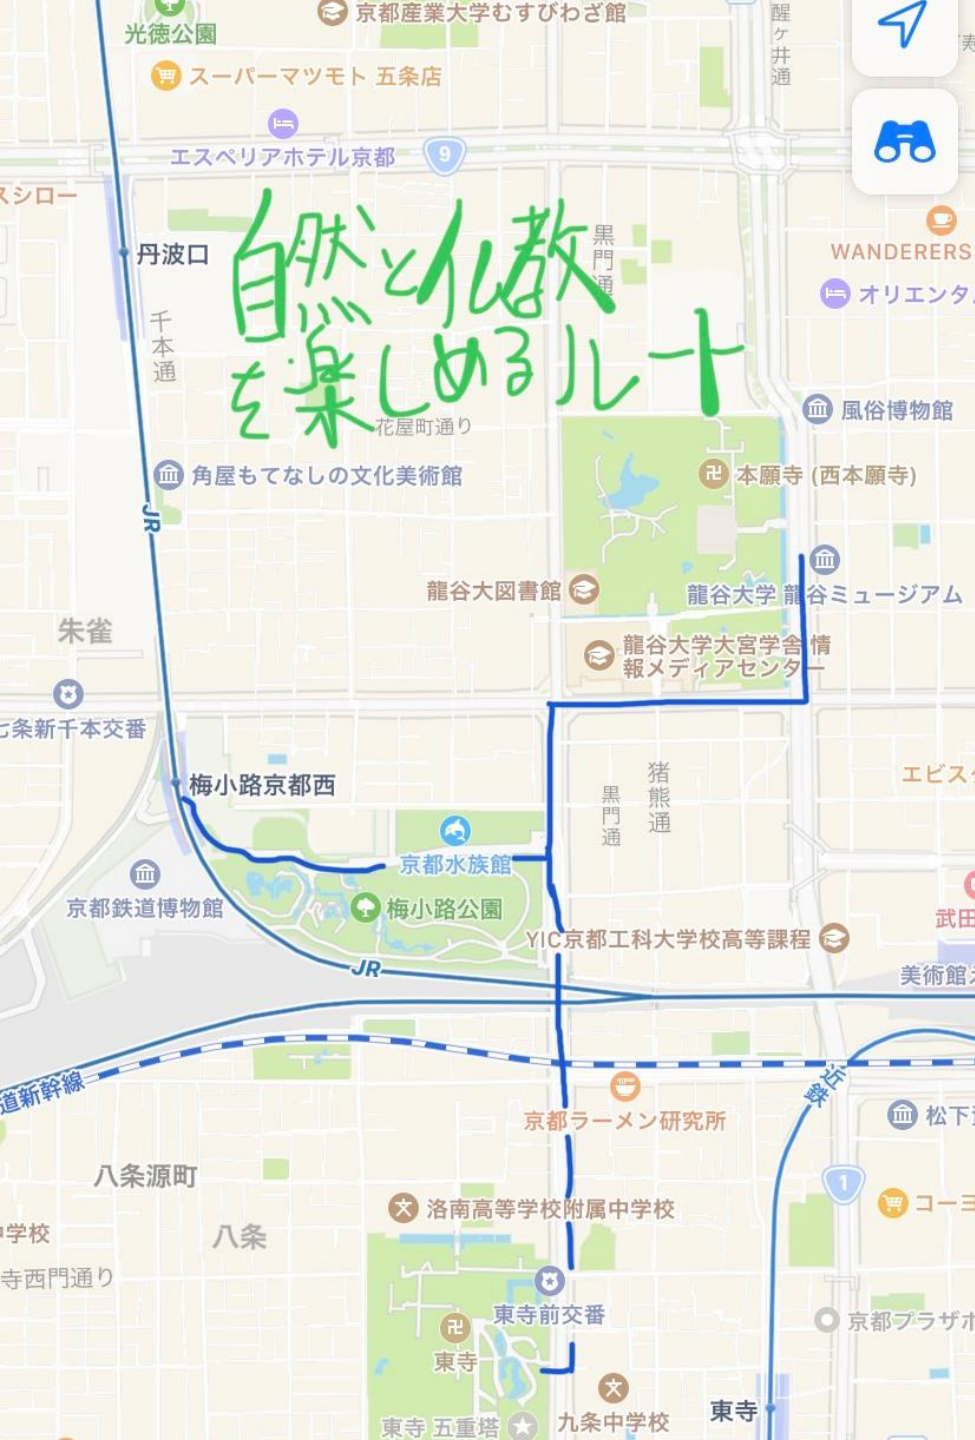 光徳公園
京都産業大学むすびわざ館
醒ヶ井通
スーパーマツモト 五条店
エスペリアホテル京都
9
スシロー
WANDERERS
丹波口
自然と仏教
を楽しめるルート
黒門通
オリエンタ
千本通
花屋町通り
風俗博物館
角屋もてなしの文化美術館
本願寺 (西本願寺)
JR
龍谷大図書館
龍谷大学 龍谷ミュージアム
朱雀
龍谷大学大宮学舎 情
報メディアセンター
七条新千本交番
梅小路京都西
猪熊通
黒門通
エビス
京都水族館
京都鉄道博物館
梅小路公園
武田
YIC京都工科大学校高等課程
JR
美術館
道新幹線
近鉄
京都ラーメン研究所
松下
八条源町
1
洛南高等学校附属中学校
コーヨ
中学校
八条
寺西門通り
東寺前交番
京都プラザホ
東寺
九条中学校
東寺
東寺 五重塔